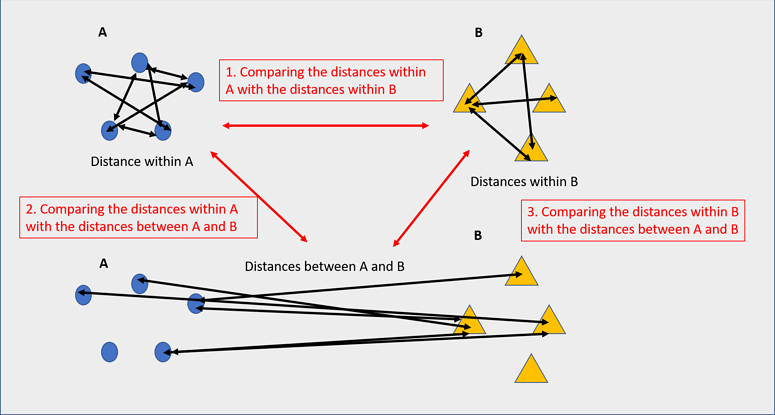 A
B
1. Comparing the distances within
A with the distances within B
Distance within A
Distances within B
2. Comparing the distances within A
with the distances between A and B
3. Comparing the distances within B
with the distances between A and B
Distances between A and B
A
B